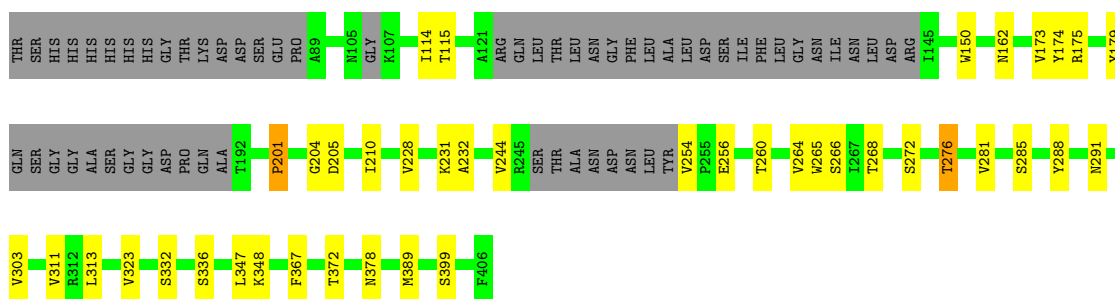 THR SER HIS HIS HIS HIS HIS HIS GLY THR LYS ASP ASP SER GLU PRO A89 N105 GLY K107 I114 T115 A121 ARG GLN LEU THR LEU ASN GLY PHE LEU ALA LEU ASP SER ILE PHE LEU GLY ASN ILE ASN LEU ASP ARG I145 W150 N162 V173 Y174 R175 Y179
GLN SER GLY GLY ALA SER GLY GLY ASP PRO GLN ALA T192 P201 G204 D205 I210 V228 K231 A232 V244 R245 SER THR ALA ASN ASP ASN LEU TYR V254 P255 E256 T260 V264 W265 S266 I267 T268 S272 T276 V281 S285 Y288 N291
V303 V311 R312 L313 V323 S332 S336 L347 K348 F367 T372 N378 M389 S399 F406